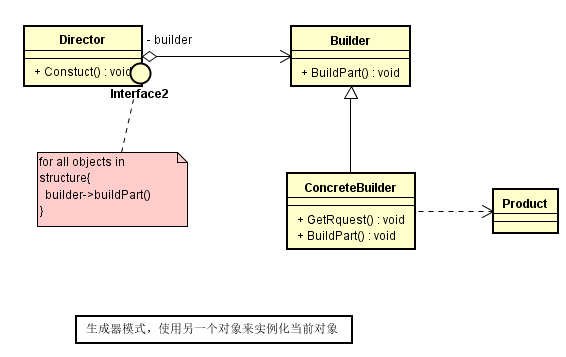 Director
- builder
Builder
+ Constuct() : void
+ BuildPart() : void
Interface2
for all objects in
structure{
builder->buildPart()
}
ConcreteBuilder
+ GetRquest() : void
+ BuildPart() : void
Product
生成器模式，使用另一个对象来实例化当前对象